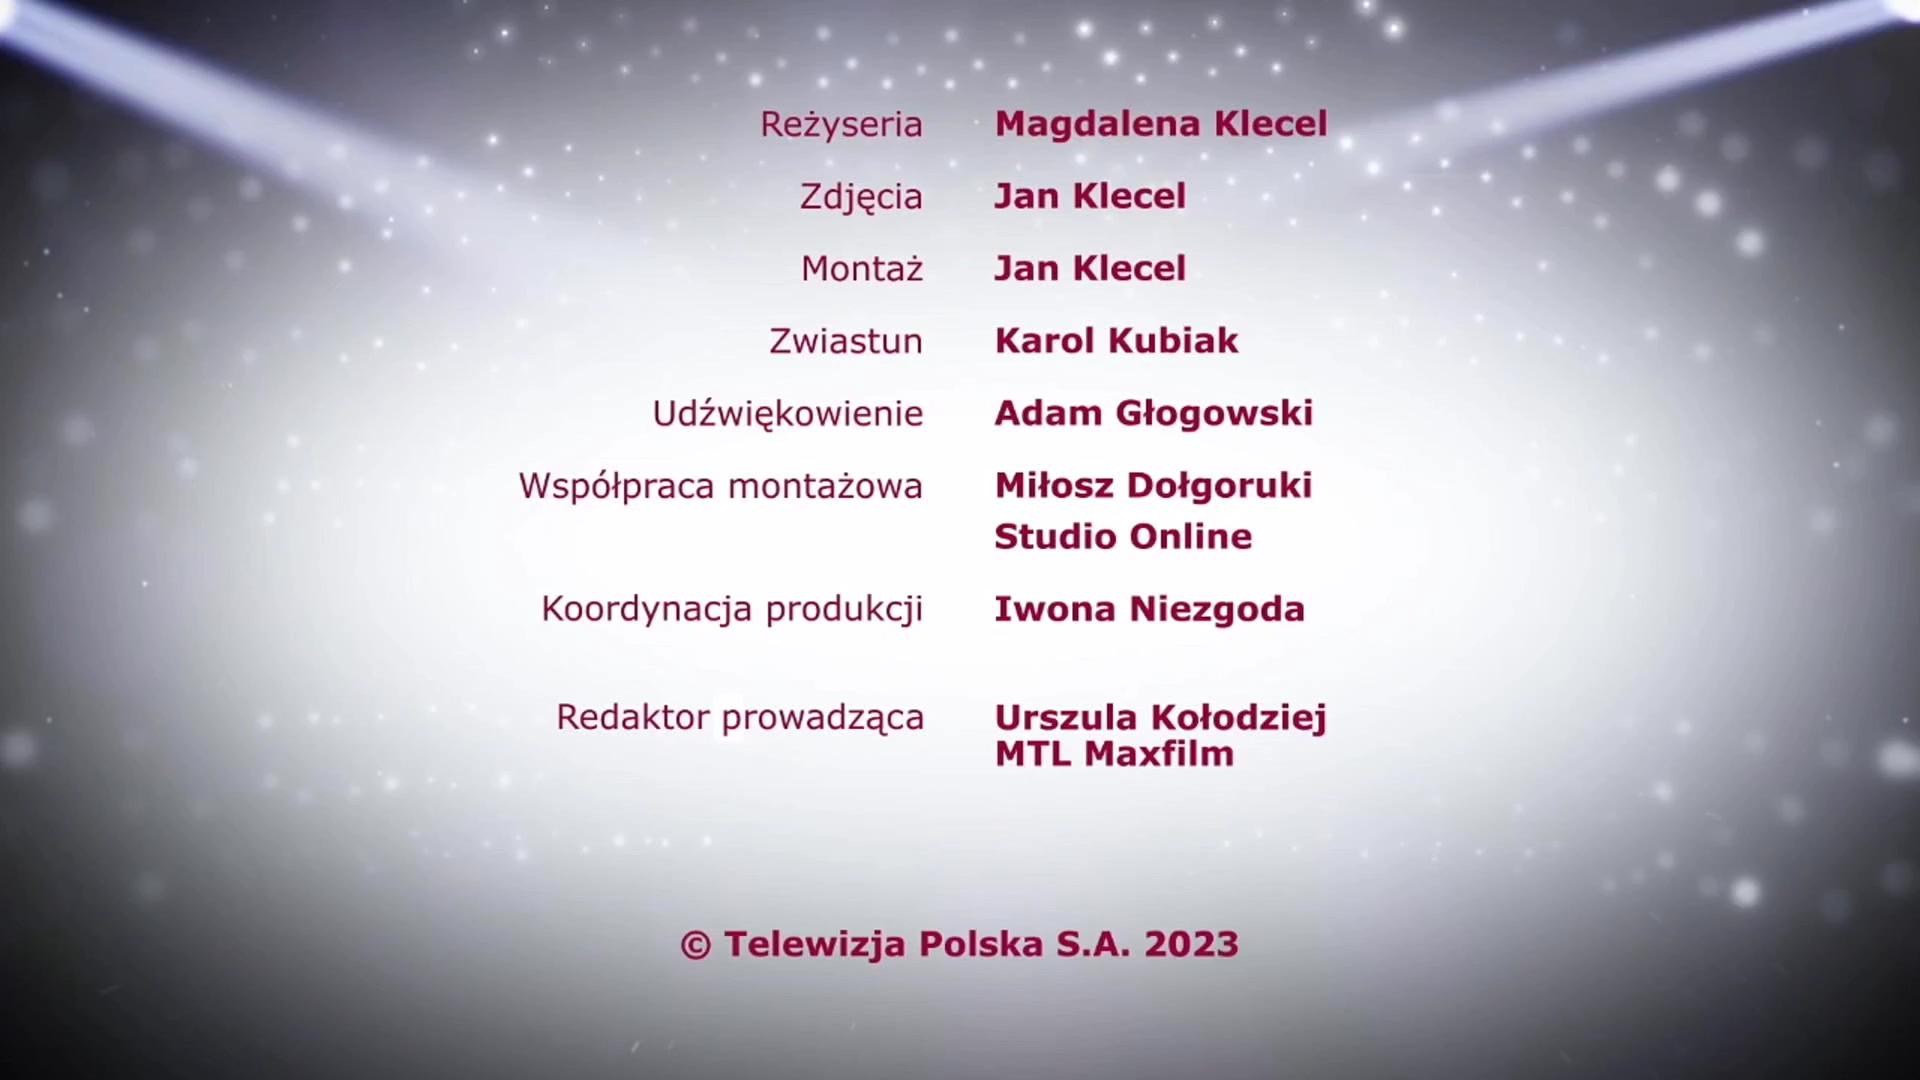 Reżyseria Magdalena Klecel
Zdjęcia Jan Klecel
Montaż Jan Klecel
Zwiastun Karol Kubiak
Udźwiękowienie Adam Głogowski
Współpraca montażowa Miłosz Dołgoruki
Studio Online
Koordynacja produkcji Iwona Niezgoda
Redaktor prowadząca Urszula Kołodziej
MTL Maxfilm
© Telewizja Polska S.A. 2023